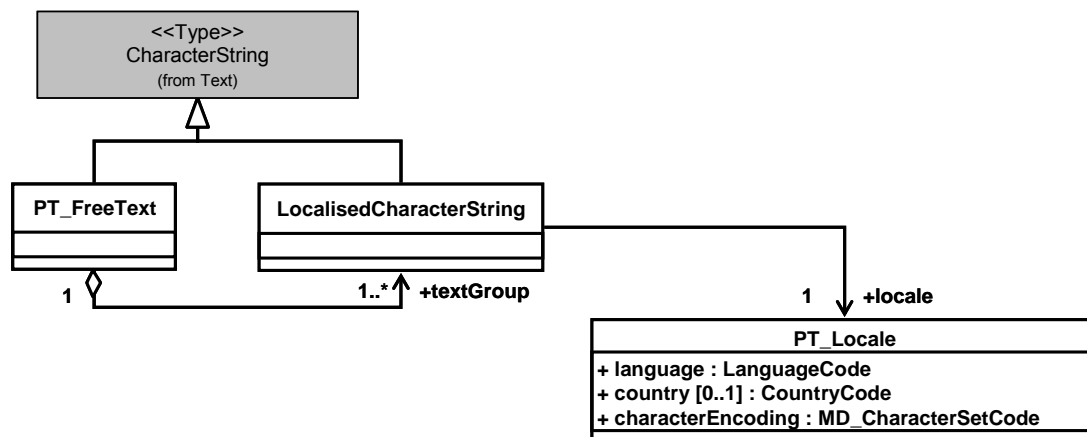 <<Type>>
CharacterString
(from Text)
PT_FreeText
LocalisedCharacterString
1
1..*
+textGroup
1
+locale
PT_Locale
+ language : LanguageCode
+ country [0..1] : CountryCode
+ characterEncoding : MD_CharacterSetCode